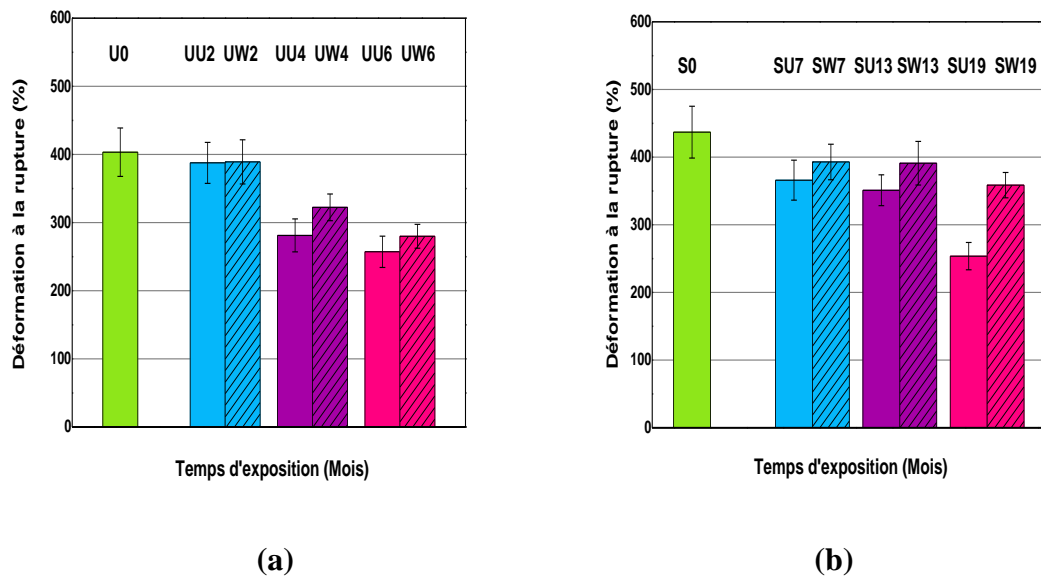 600
500
400
300
200
100
0
Déformation à la rupture (%)
U0 UU2 UW2 UU4 UW4 UU6 UW6
Temps d'exposition (Mois)
(a)
600
500
400
300
200
100
0
Déformation à la rupture (%)
S0 SU7 SW7 SU13 SW13 SU19 SW19
Temps d'exposition (Mois)
(b)